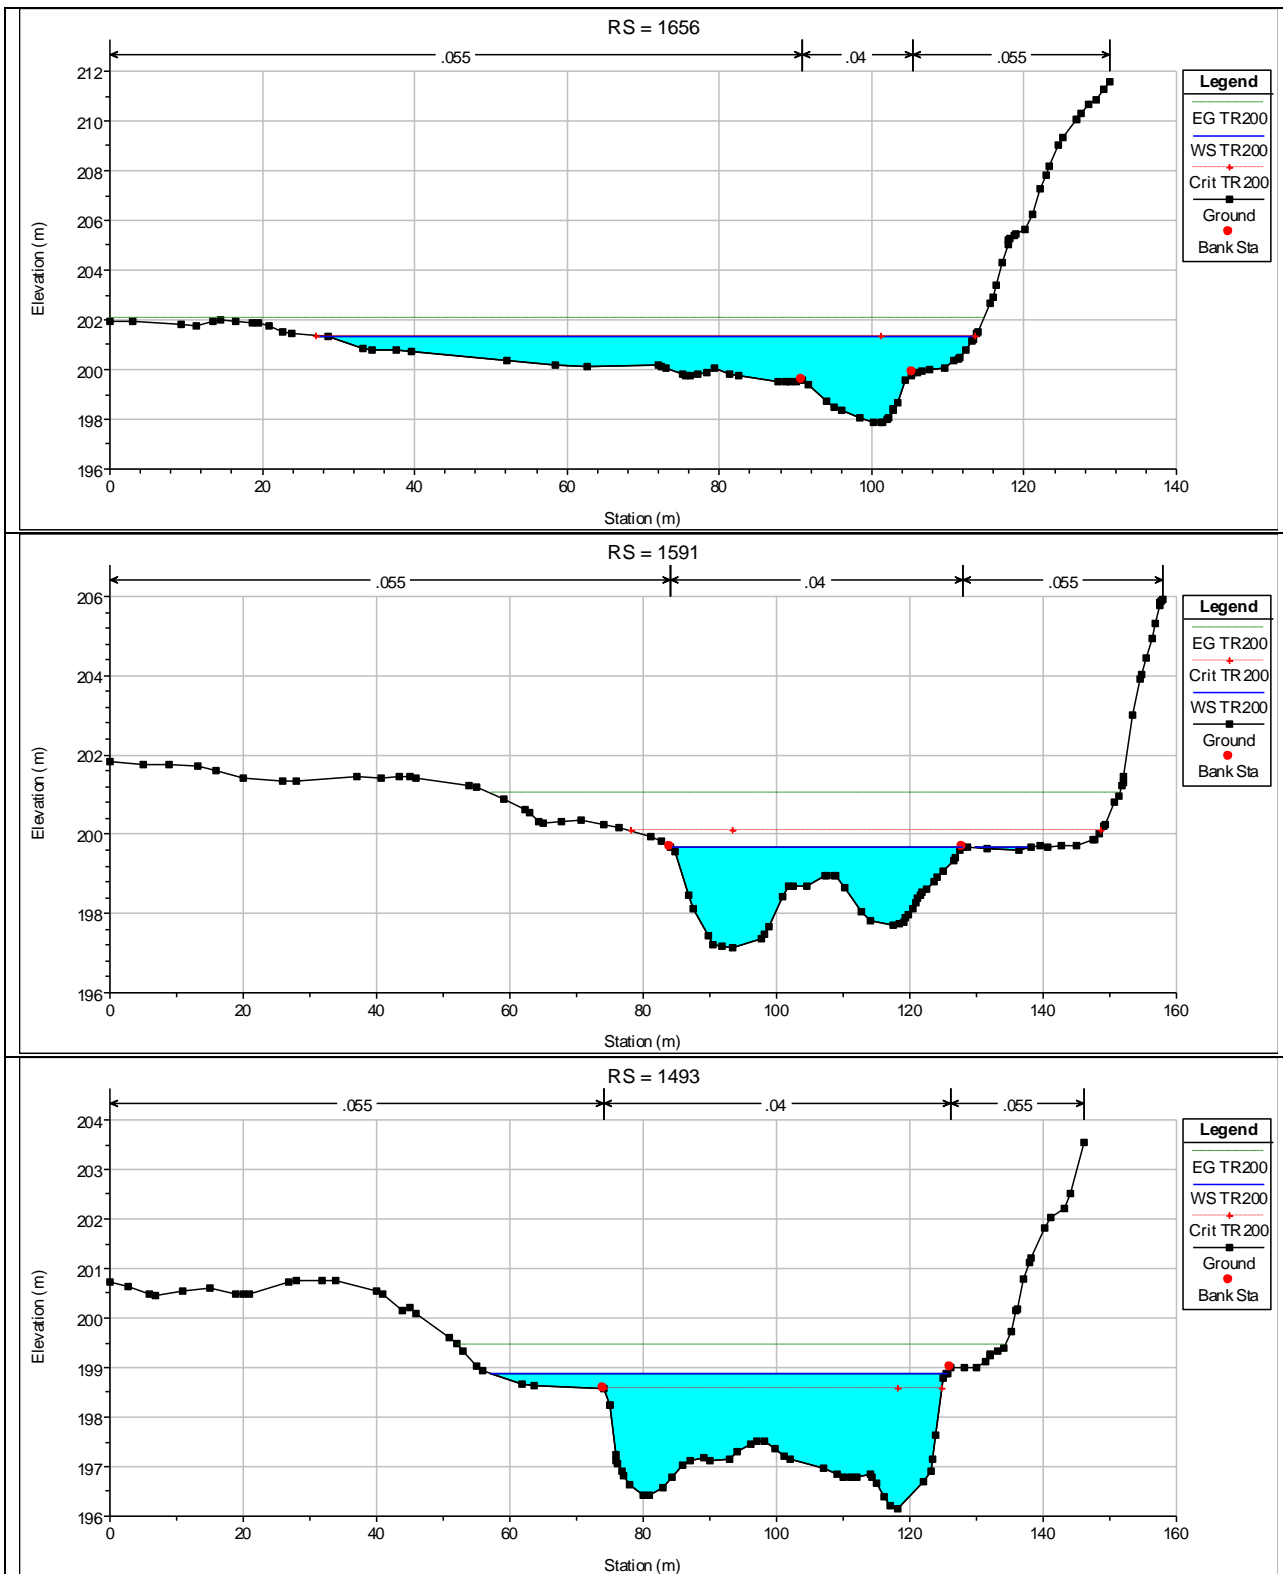 RS = 1656
.055 .04 .055
212
210
208
206
204
202
200
198
196
Elevation (m)
0 20 40 60 80 100 120 140
Station (m)
Legend
EG TR200
WS TR200
Crit TR200
Ground
Bank Sta
RS = 1591
.055 .04 .055
206
204
202
200
198
196
Elevation (m)
0 20 40 60 80 100 120 140 160
Station (m)
Legend
EG TR200
Crit TR200
WS TR200
Ground
Bank Sta
RS = 1493
.055 .04 .055
204
203
202
201
200
199
198
197
196
Elevation (m)
0 20 40 60 80 100 120 140 160
Station (m)
Legend
EG TR200
WS TR200
Crit TR200
Ground
Bank Sta